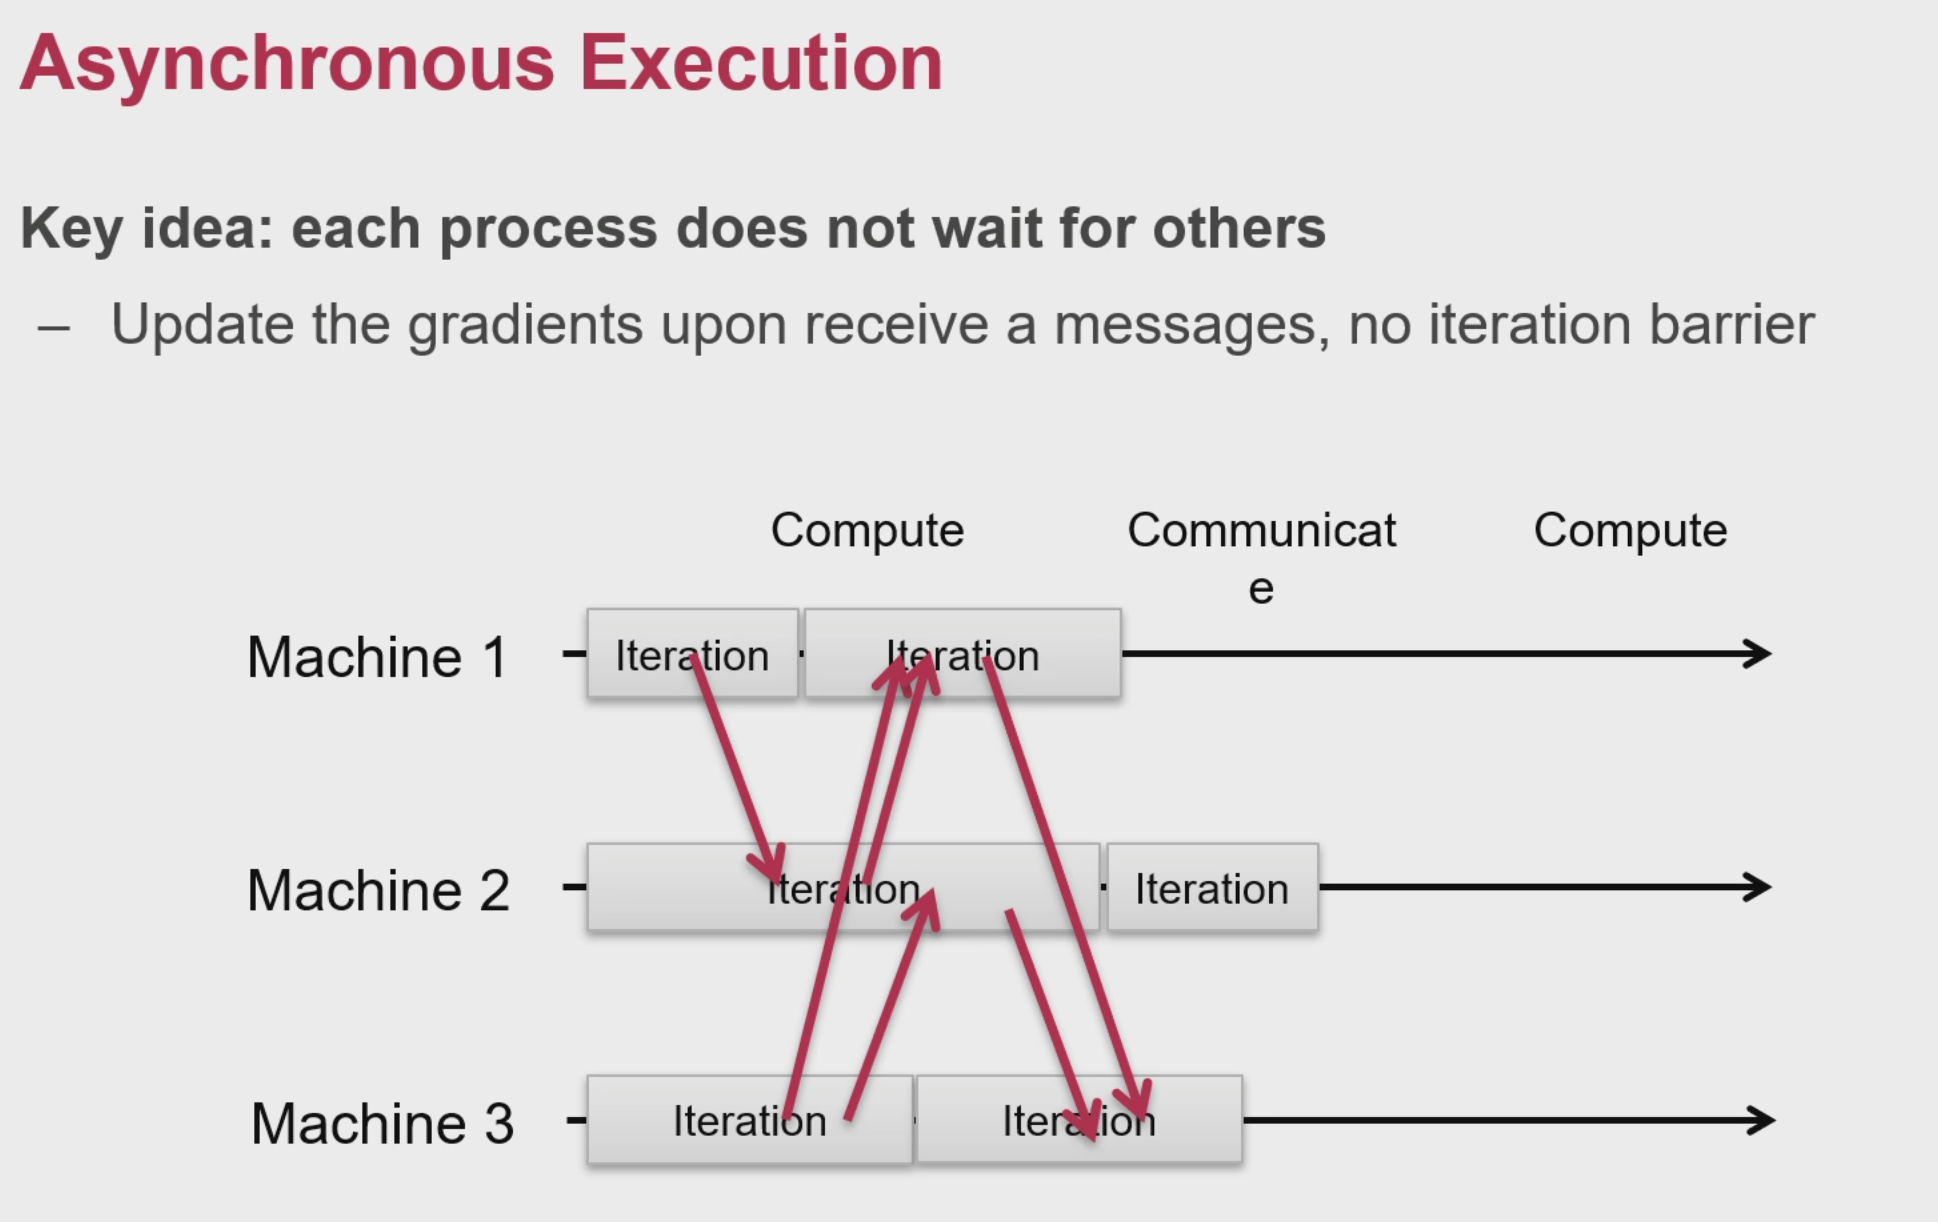 Asynchronous Execution
Key idea: each process does not wait for others
– Update the gradients upon receive a messages, no iteration barrier
Compute Communicat Compute
e
Machine 1 Iteration Iteration
Machine 2 Iteration Iteration
Machine 3 Iteration Iteration